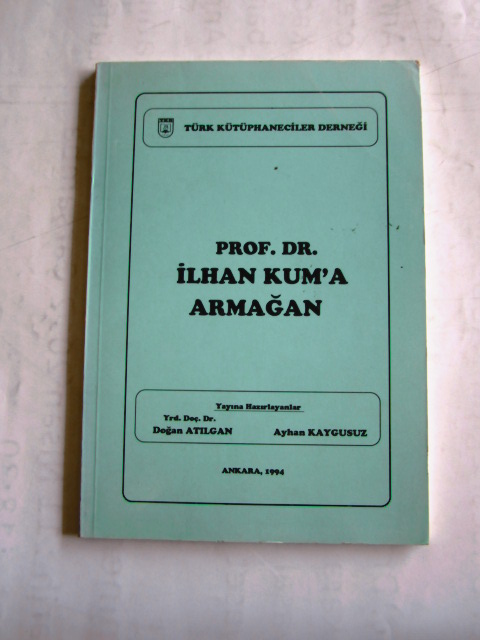 TÜRK KÜTÜPHANECİLER DERNEĞİ
PROF. DR.
İLHAN KUM'A
ARMAĞAN
Yayına Hazırlayanlar
Yrd. Doç. Dr.
Doğan ATILGAN Ayhan KAYGUSUZ
ANKARA, 1994